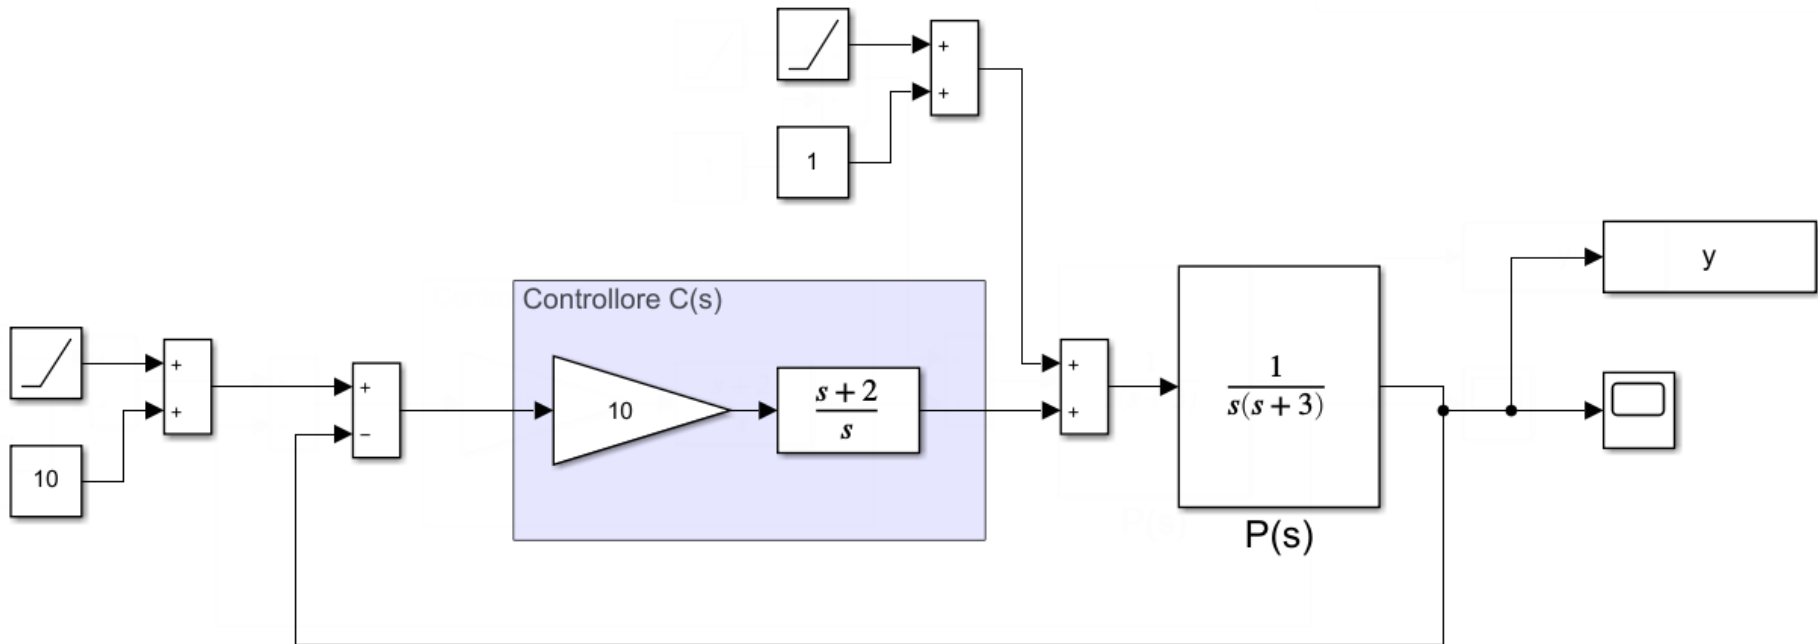 +
+
1
Controllore C(s)
y
+
+
10
+
−
10
s + 2
s
+
+
1
s(s + 3)
P(s)